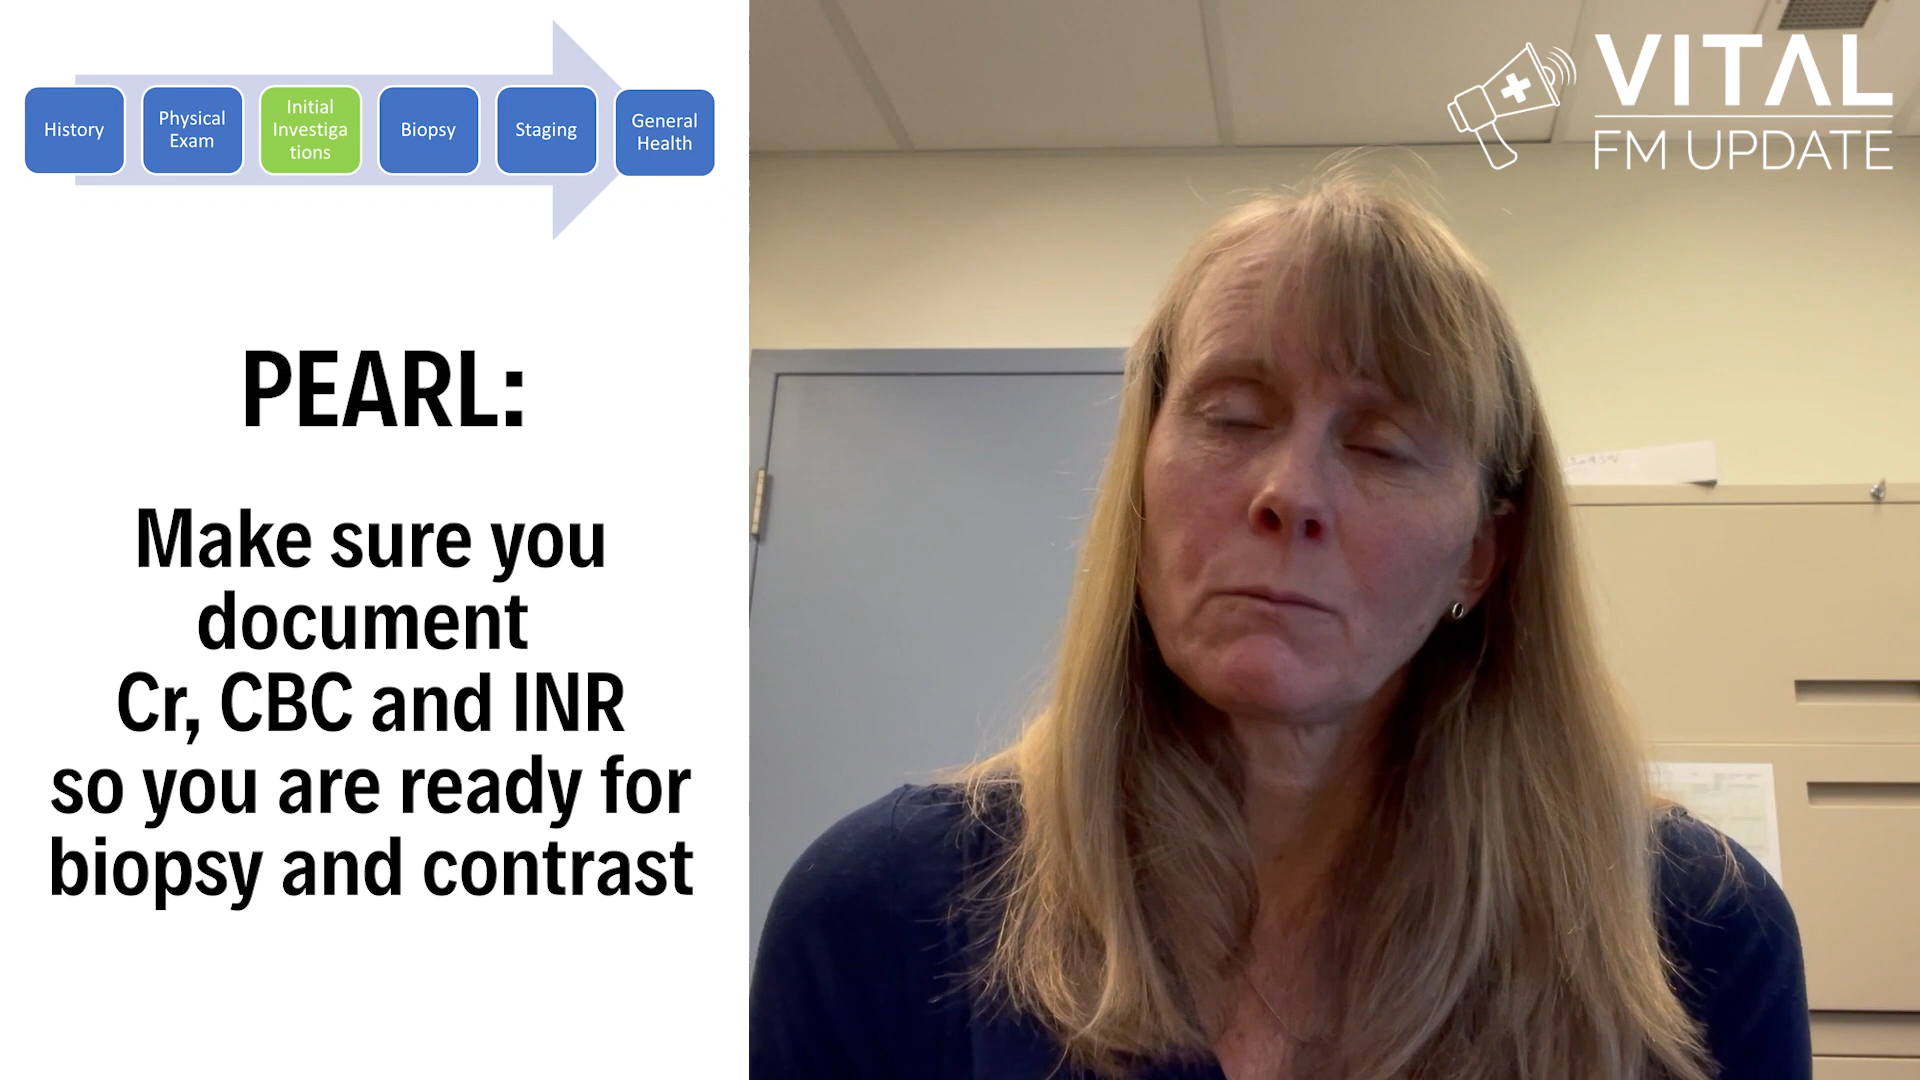 History
Physical
Exam
Initial
Investiga
tions
Biopsy
Staging
General
Health
PEARL:
Make sure you
document
Cr, CBC and INR
so you are ready for
biopsy and contrast
VITAL
FM UPDATE